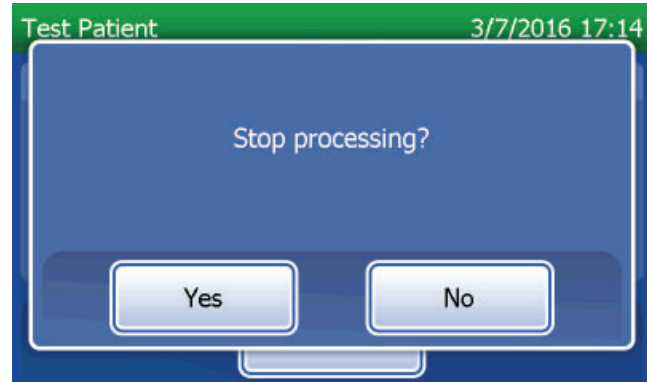 Test Patient 3/7/2016 17:14
Stop processing?
Yes No